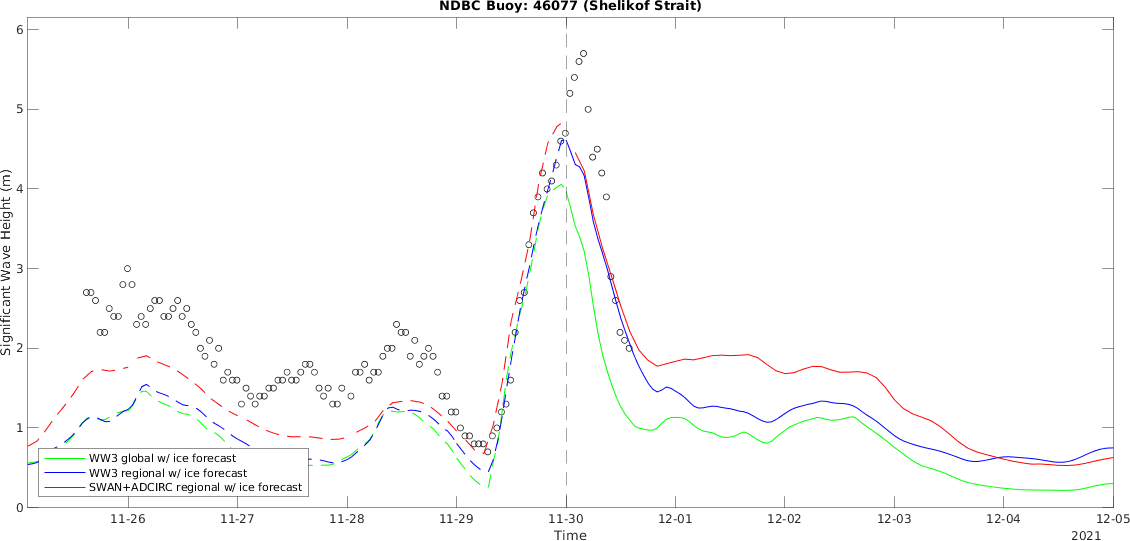 NDBC Buoy: 46077 (Shelikof Strait)
Significant Wave Height (m)
6
5
4
3
2
1
0
WW3 global w/ ice forecast
WW3 regional w/ ice forecast
SWAN+ADCIRC regional w/ ice forecast
11-26 11-27 11-28 11-29 11-30 12-01 12-02 12-03 12-04 12-05
Time
2021